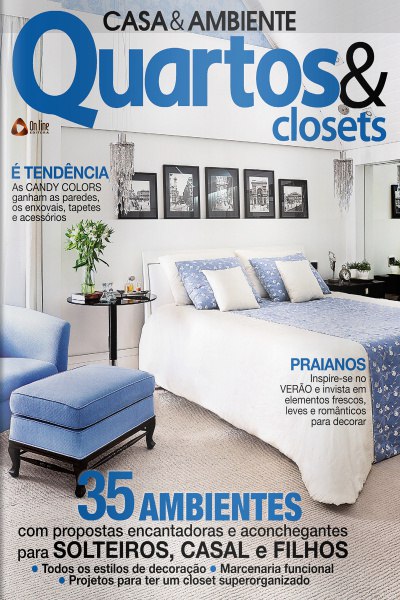 CASA&AMBIENTE
Quartos&
closets
On line
EDITORA
É TENDÊNCIA
As CANDY COLORS
ganham as paredes,
os enxovais, tapetes
e acessórios
PRAIANOS
Inspire-se no
VERÃO e invista em
elementos frescos,
leves e românticos
para decorar
35 AMBIENTES
com propostas encantadoras e aconchegantes
para SOLTEIROS, CASAL e FILHOS
• Todos os estilos de decoração • Marcenaria funcional
• Projetos para ter um closet superorganizado